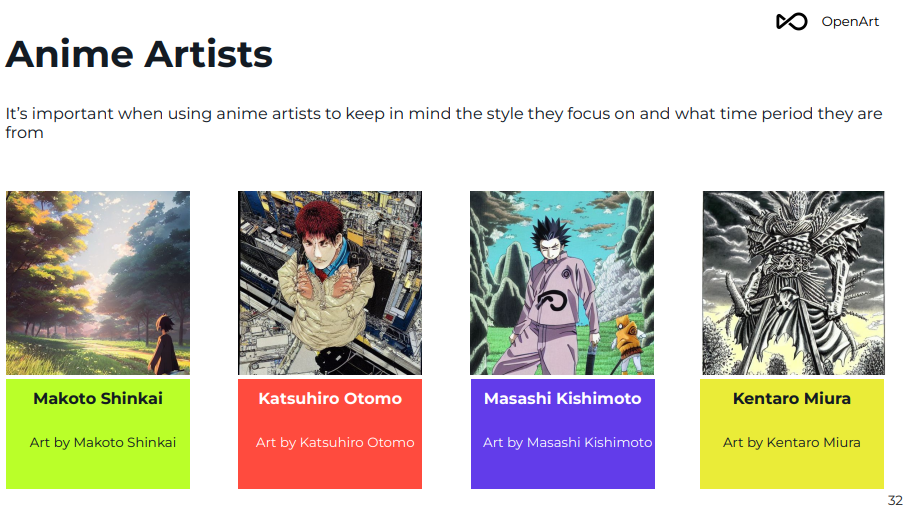 OpenArt
Anime Artists
It’s important when using anime artists to keep in mind the style they focus on and what time period they are
from
Makoto Shinkai
Art by Makoto Shinkai
Katsuhiro Otomo
Art by Katsuhiro Otomo
Masashi Kishimoto
Art by Masashi Kishimoto
Kentaro Miura
Art by Kentaro Miura
32